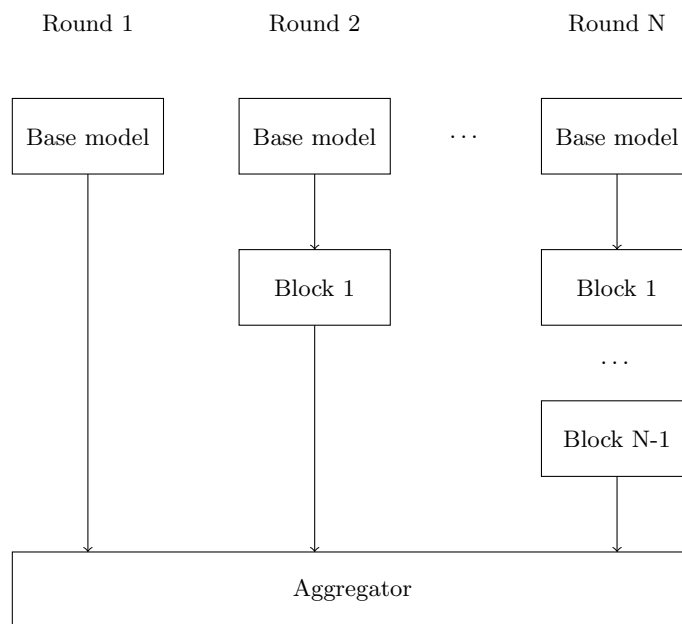 Round 1 Round 2 Round N
Base model Base model ... Base model
Block 1 Block 1
...
Block N-1
Aggregator